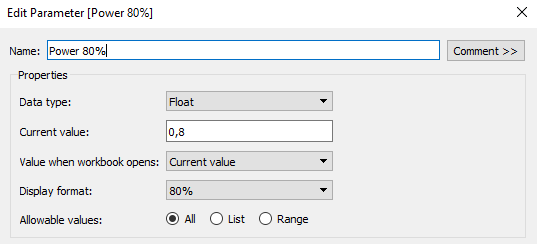 Edit Parameter [Power 80%]
Name: Power 80% Comment >>
Properties
Data type: Float
Current value: 0,8
Value when workbook opens: Current value
Display format: 80%
Allowable values: All List Range